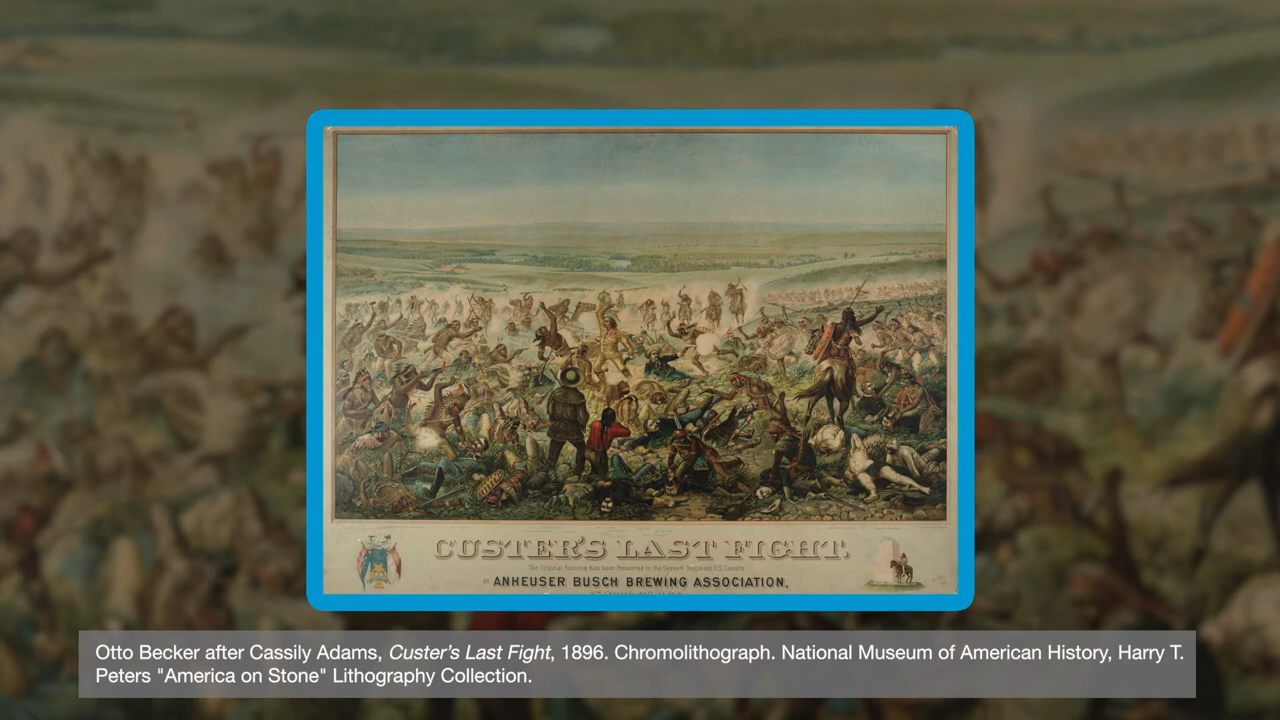 CUSTER'S LAST FIGHT.
The Original Painting has been Presented to the Seventh Regiment U.S. Cavalry
BY ANHEUSER BUSCH BREWING ASSOCIATION,
Otto Becker after Cassily Adams, Custer's Last Fight, 1896. Chromolithograph. National Museum of American History, Harry T.
Peters "America on Stone" Lithography Collection.